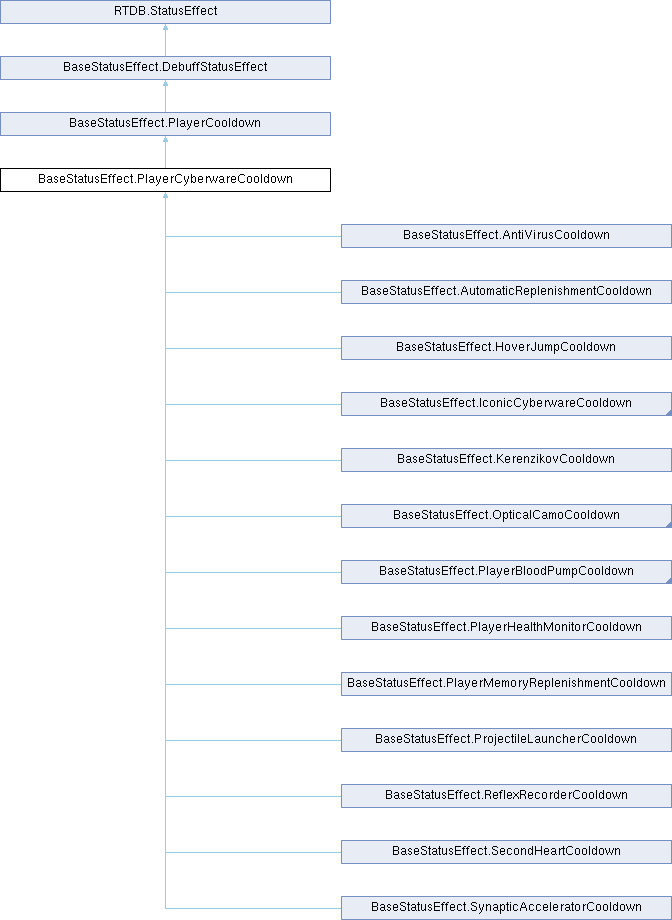 RTDB.StatusEffect
BaseStatusEffect.DebuffStatusEffect
BaseStatusEffect.PlayerCooldown
BaseStatusEffect.PlayerCyberwareCooldown
BaseStatusEffect.AntiVirusCooldown
BaseStatusEffect.AutomaticReplenishmentCooldown
BaseStatusEffect.HoverJumpCooldown
BaseStatusEffect.IconicCyberwareCooldown
BaseStatusEffect.KerenzikovCooldown
BaseStatusEffect.OpticalCamoCooldown
BaseStatusEffect.PlayerBloodPumpCooldown
BaseStatusEffect.PlayerHealthMonitorCooldown
BaseStatusEffect.PlayerMemoryReplenishmentCooldown
BaseStatusEffect.ProjectileLauncherCooldown
BaseStatusEffect.ReflexRecorderCooldown
BaseStatusEffect.SecondHeartCooldown
BaseStatusEffect.SynapticAcceleratorCooldown